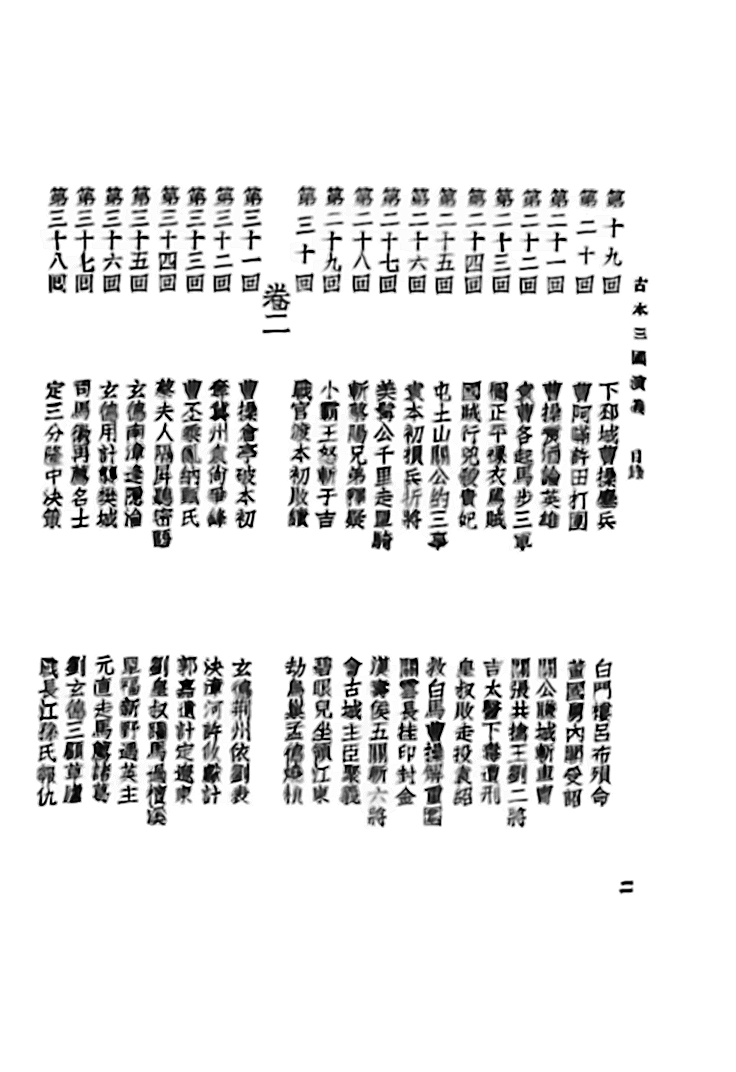 古本三國演義 目錄
第十九回 下邳城曹操鏖兵 白門樓呂布殞命
第二十回 曹阿瞞許田打圍 董國舅內閣受詔
第二十一回 曹操煮酒論英雄 關公賺城斬車冑
第二十二回 袁曹各起馬步三軍 關張共擒王劉二將
第二十三回 禰正平裸衣罵賊 吉太醫下毒遭刑
第二十四回 國賊行兇殺貴妃 皇叔敗走投袁紹
第二十五回 屯土山關公約三事 救白馬曹操解重圍
第二十六回 袁本初損兵折將 關雲長挂印封金
第二十七回 美髯公千里走單騎 漢壽侯五關斬六將
第二十八回 斬蔡陽兄弟釋疑 會古城主臣聚義
第二十九回 小霸王怒斬于吉 碧眼兒坐領江東
第三十回 戰官渡本初敗績 劫烏巢孟德燒糧
卷二
第三十一回 曹操倉亭破本初 玄德荊州依劉表
第三十二回 奪冀州袁尚爭鋒 決漳河許攸獻計
第三十三回 曹丕乘亂納甄氏 郭嘉遺計定遼東
第三十四回 蔡夫人隔屏聽密語 劉皇叔躍馬過檀溪
第三十五回 玄德南漳逢隱淪 單福新野遇英主
第三十六回 玄德用計襲樊城 元直走馬薦諸葛
第三十七回 司馬徽再薦名士 劉玄德三顧草廬
第三十八回 定三分隆中決策 戰長江孫氏報仇
二